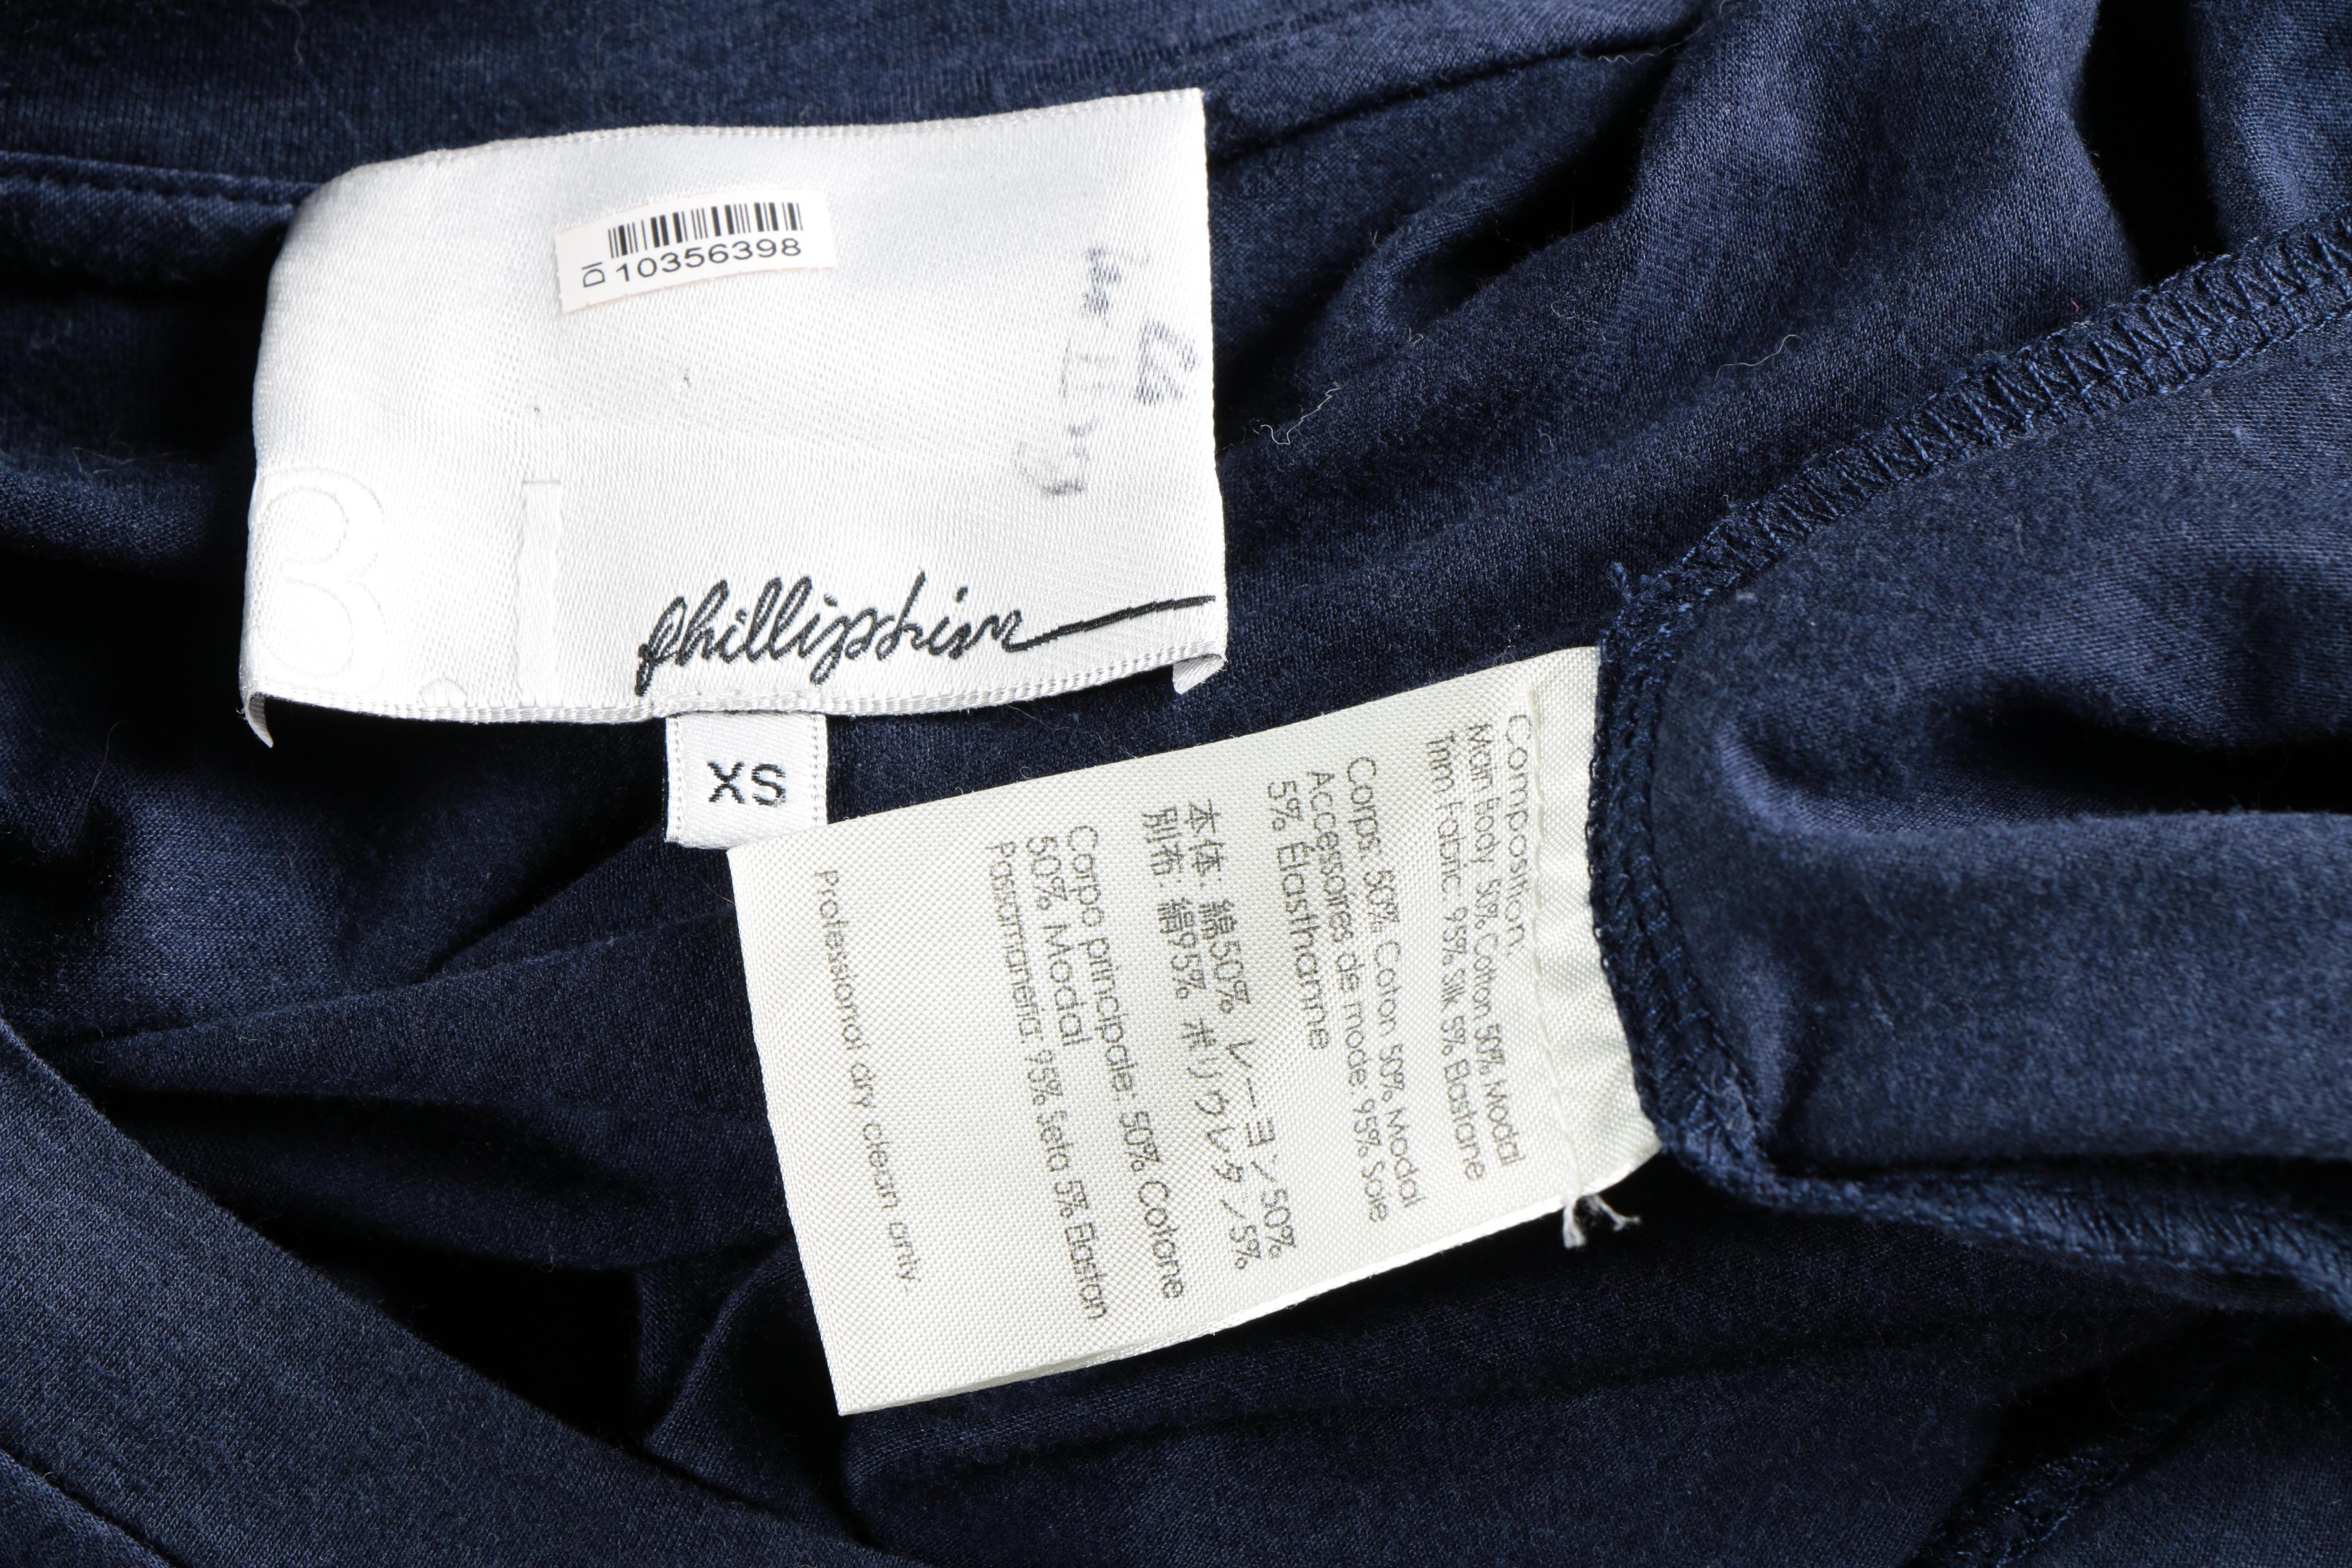 DI
10356398
3.1
phillip lim
XS
Composition:
Main Body: 50% Cotton 50% Modal
Trim Fabric: 95% Silk 5% Elastane
Corps: 50% Coton 50% Modal
Accessoires de mode: 95% Soie
5% Elasthanne
本体: 綿50% レーヨン50%
別布: 絹95% ポリウレタン5%
Corpo principale: 50% Cotone
50% Modal
Passamaneria: 95% Seta 5% Elastan
Professional dry clean only.